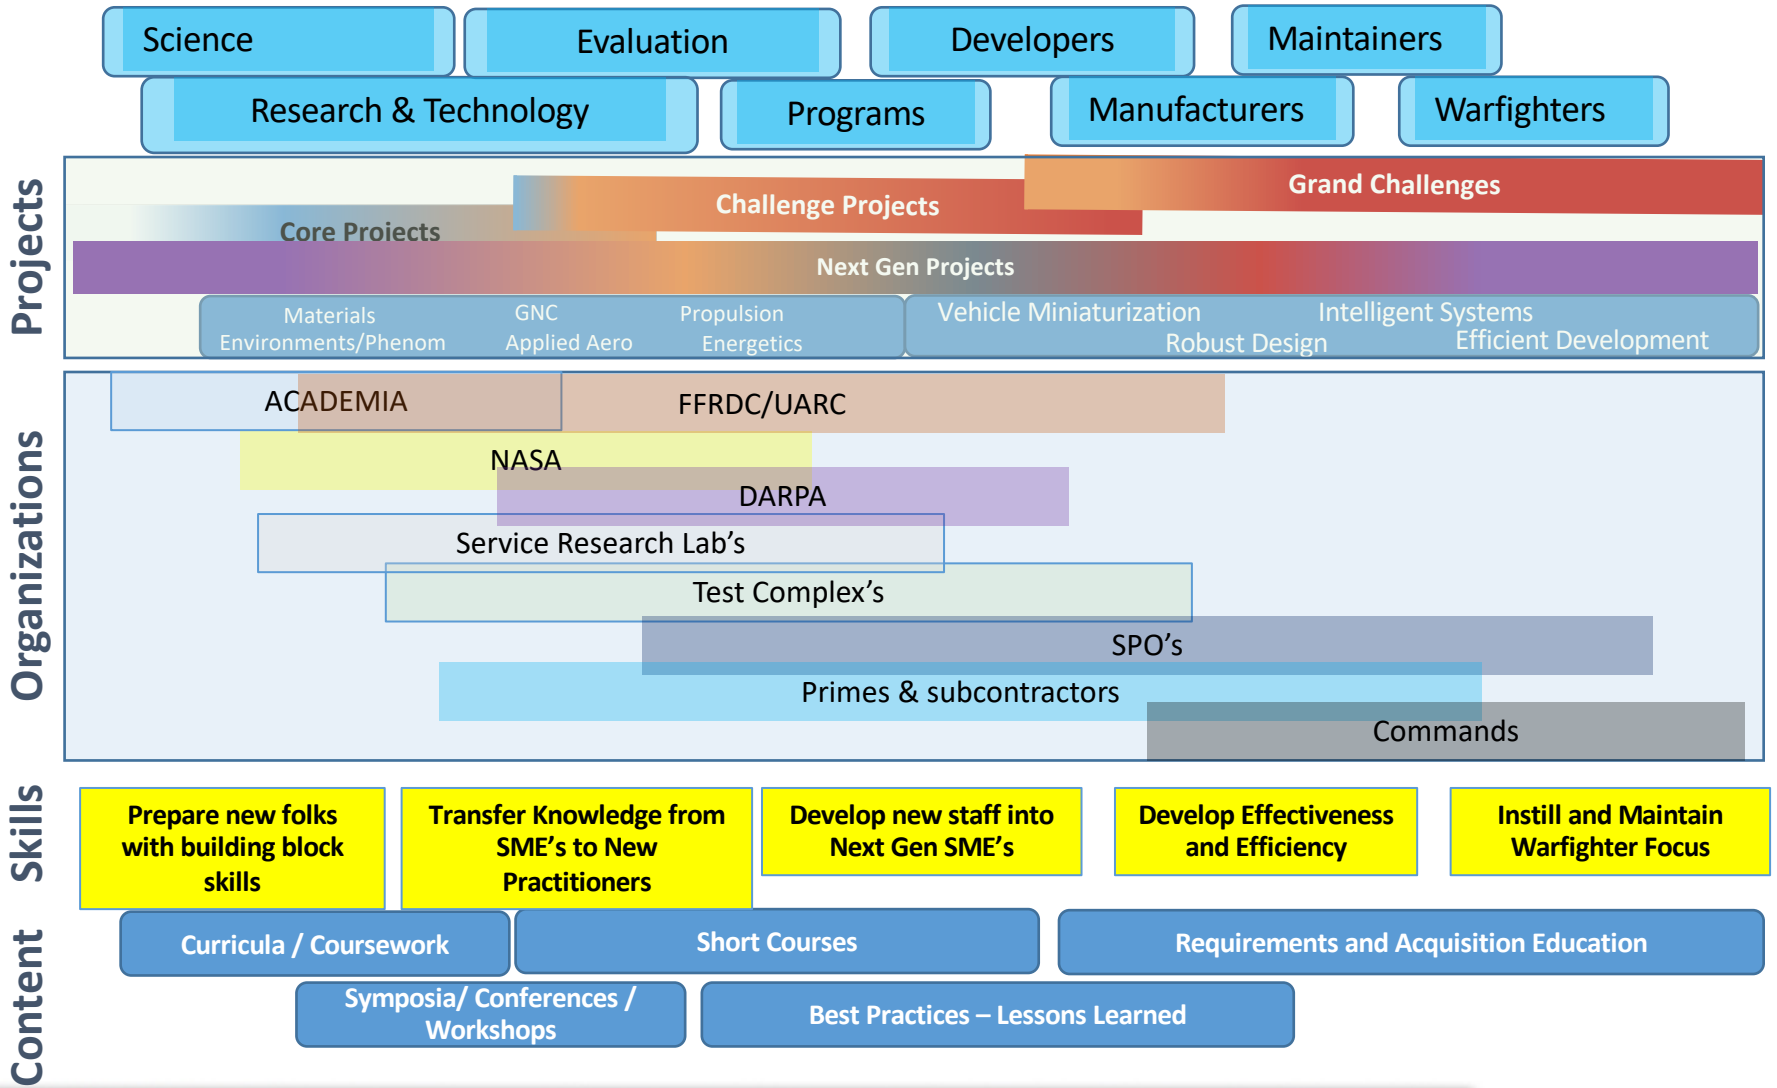 Science
Evaluation
Developers
Maintainers
Research & Technology
Programs
Manufacturers
Warfighters
Projects
Grand Challenges
Challenge Projects
Core Projects
Next Gen Projects
Materials
GNC
Propulsion
Vehicle Miniaturization
Intelligent Systems
Environments/Phenom
Applied Aero
Energetics
Robust Design
Efficient Development
Organizations
ACADEMIA
FFRDC/UARC
NASA
DARPA
Service Research Lab's
Test Complex's
SPO's
Primes & subcontractors
Commands
Skills
Prepare new folks
with building block
skills
Transfer Knowledge from
SME's to New
Practitioners
Develop new staff into
Next Gen SME's
Develop Effectiveness
and Efficiency
Instill and Maintain
Warfighter Focus
Content
Curricula / Coursework
Short Courses
Requirements and Acquisition Education
Symposia/ Conferences /
Workshops
Best Practices – Lessons Learned